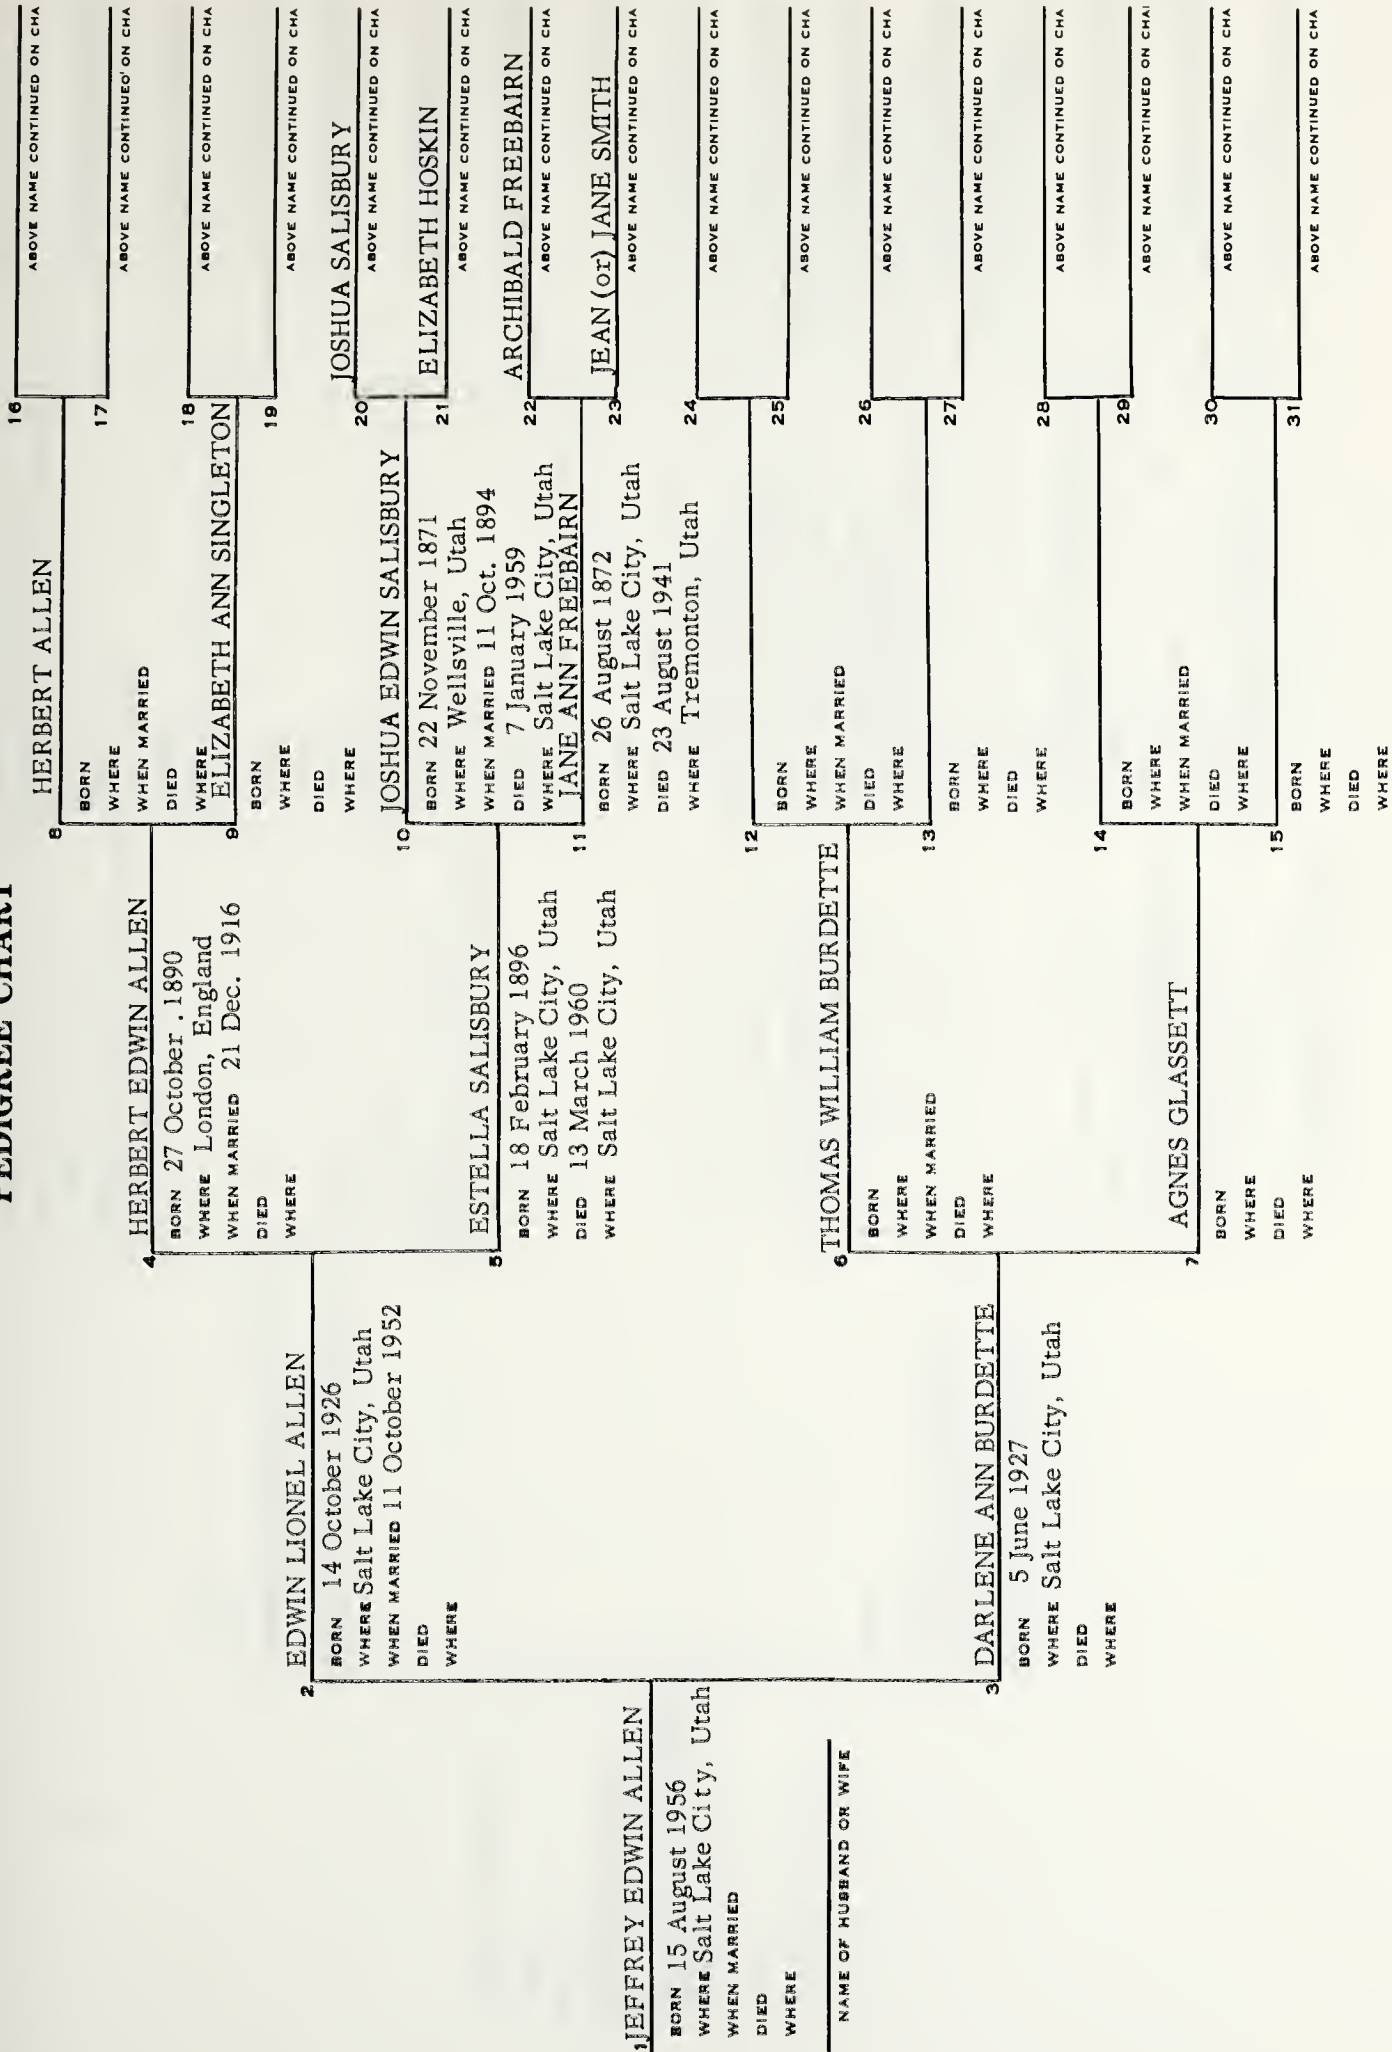 PEDIGREE CHART
1
JEFFREY EDWIN ALLEN
BORN 15 August 1956
WHERE Salt Lake City, Utah
WHEN MARRIED
DIED
WHERE
NAME OF HUSBAND OR WIFE
2
EDWIN LIONEL ALLEN
BORN 14 October 1926
WHERE Salt Lake City, Utah
WHEN MARRIED 11 October 1952
DIED
WHERE
3
DARLENE ANN BURDETTE
BORN 5 June 1927
WHERE Salt Lake City, Utah
DIED
WHERE
4
HERBERT EDWIN ALLEN
BORN 27 October . 1890
WHERE London, England
WHEN MARRIED 21 Dec. 1916
DIED
WHERE
5
ESTELLA SALISBURY
BORN 18 February 1896
WHERE Salt Lake City, Utah
DIED 13 March 1960
WHERE Salt Lake City, Utah
6
THOMAS WILLIAM BURDETTE
BORN
WHERE
WHEN MARRIED
DIED
WHERE
7
AGNES GLASSETT
BORN
WHERE
DIED
WHERE
8
HERBERT ALLEN
BORN
WHERE
WHEN MARRIED
DIED
WHERE
9
ELIZABETH ANN SINGLETON
BORN
WHERE
DIED
WHERE
10
JOSHUA EDWIN SALISBURY
BORN 22 November 1871
WHERE Wellsville, Utah
WHEN MARRIED 11 Oct. 1894
DIED 7 January 1959
WHERE Salt Lake City, Utah
11
JANE ANN FREEBAIRN
BORN 26 August 1872
WHERE Salt Lake City, Utah
DIED 23 August 1941
WHERE Tremonton, Utah
12
BORN
WHERE
WHEN MARRIED
DIED
WHERE
13
BORN
WHERE
DIED
WHERE
14
BORN
WHERE
WHEN MARRIED
DIED
WHERE
15
BORN
WHERE
DIED
WHERE
16
ABOVE NAME CONTINUED ON CHA
17
ABOVE NAME CONTINUED' ON CHA
18
ABOVE NAME CONTINUED ON CHA
19
ABOVE NAME CONTINUED ON CHA
20
JOSHUA SALISBURY
ABOVE NAME CONTINUED ON CHA
21
ELIZABETH HOSKIN
ABOVE NAME CONTINUED ON CHA
22
ARCHIBALD FREEBAIRN
ABOVE NAME CONTINUED ON CHA
23
JEAN (or) JANE SMITH
ABOVE NAME CONTINUED ON CHA
24
ABOVE NAME CONTINUED ON CHA
25
ABOVE NAME CONTINUED ON CHA
26
ABOVE NAME CONTINUED ON CHA
27
ABOVE NAME CONTINUED ON CHA
28
ABOVE NAME CONTINUED ON CHA
29
ABOVE NAME CONTINUED ON CHA
30
ABOVE NAME CONTINUED ON CHA
31
ABOVE NAME CONTINUED ON CHA